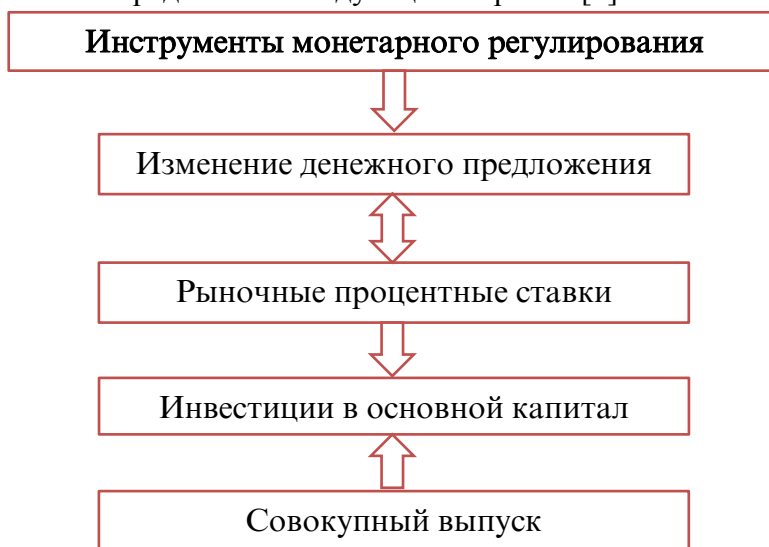 Инструменты монетарного регулирования
Изменение денежного предложения
Рыночные процентные ставки
Инвестиции в основной капитал
Совокупный выпуск